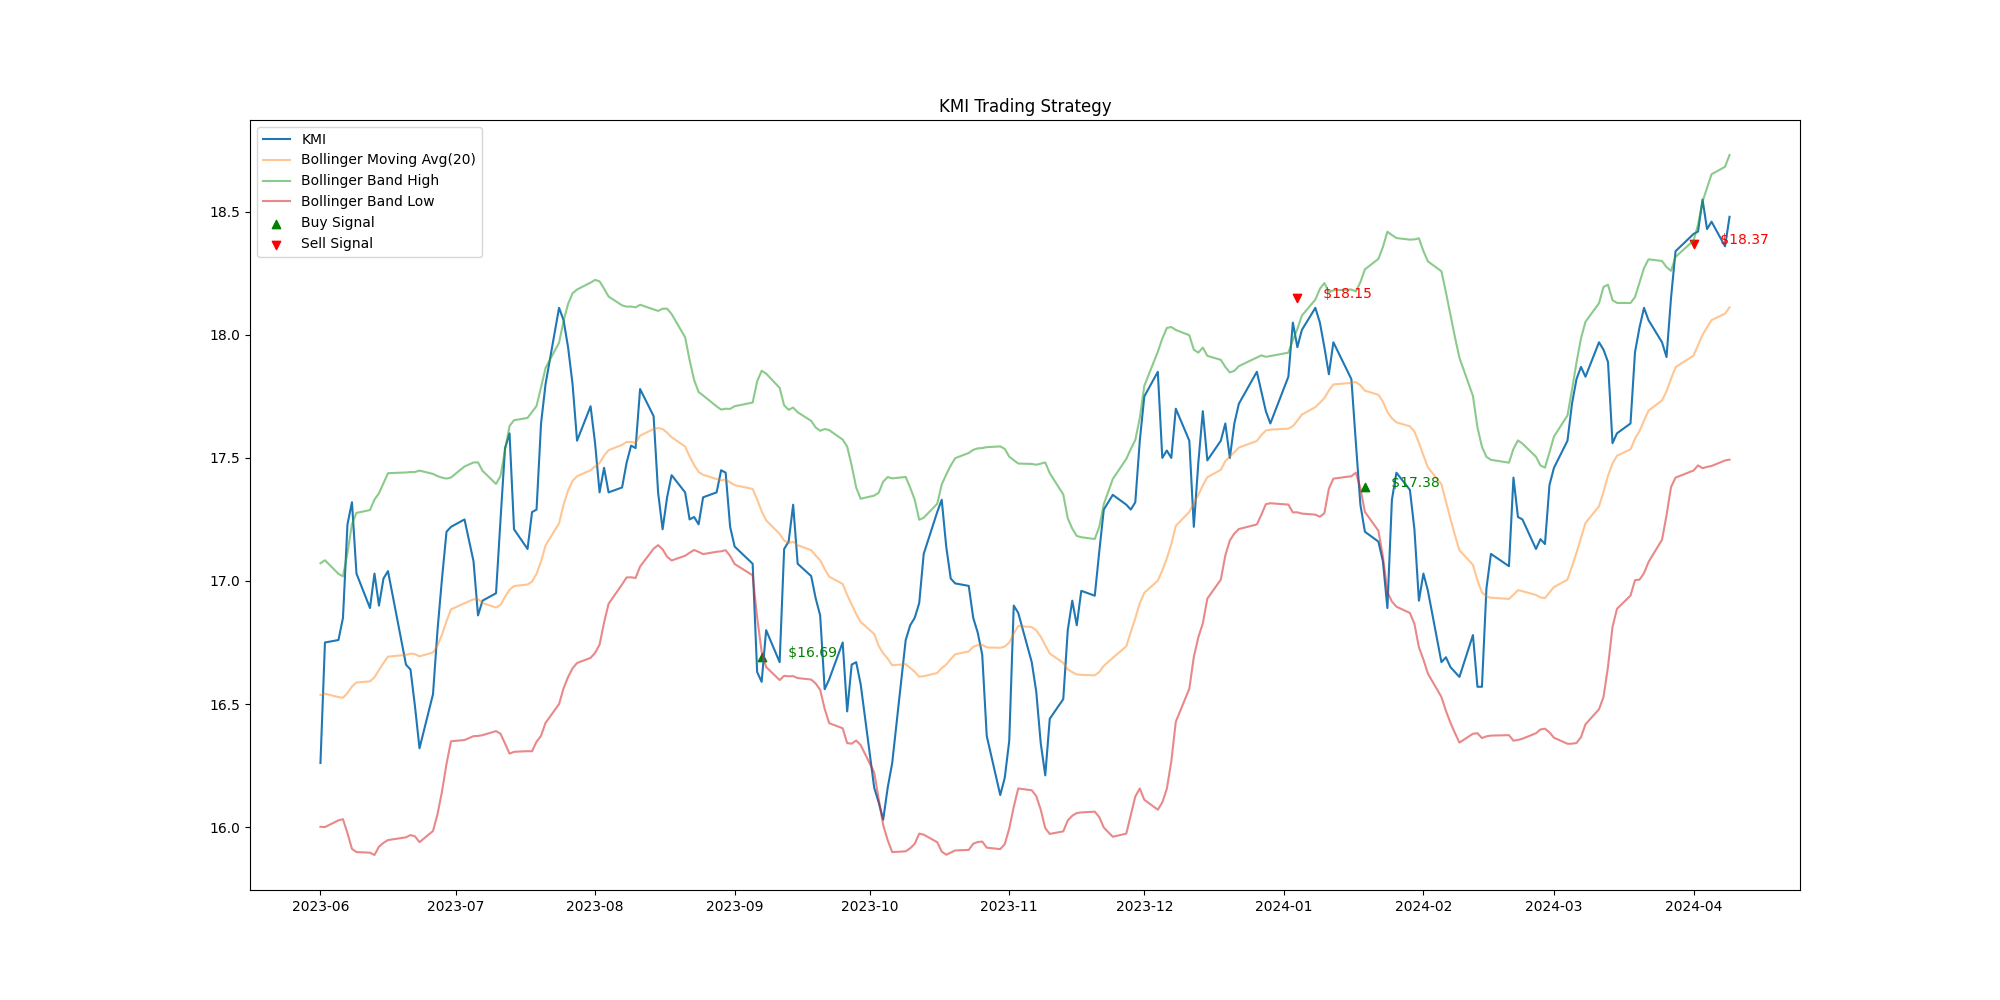 KMI Trading Strategy
KMI
Bollinger Moving Avg(20)
Bollinger Band High
Bollinger Band Low
Buy Signal
Sell Signal
18.5
18.0
17.5
17.0
16.5
16.0
$18.37
$18.15
$17.38
$16.69
2023-06 2023-07 2023-08 2023-09 2023-10 2023-11 2023-12 2024-01 2024-02 2024-03 2024-04